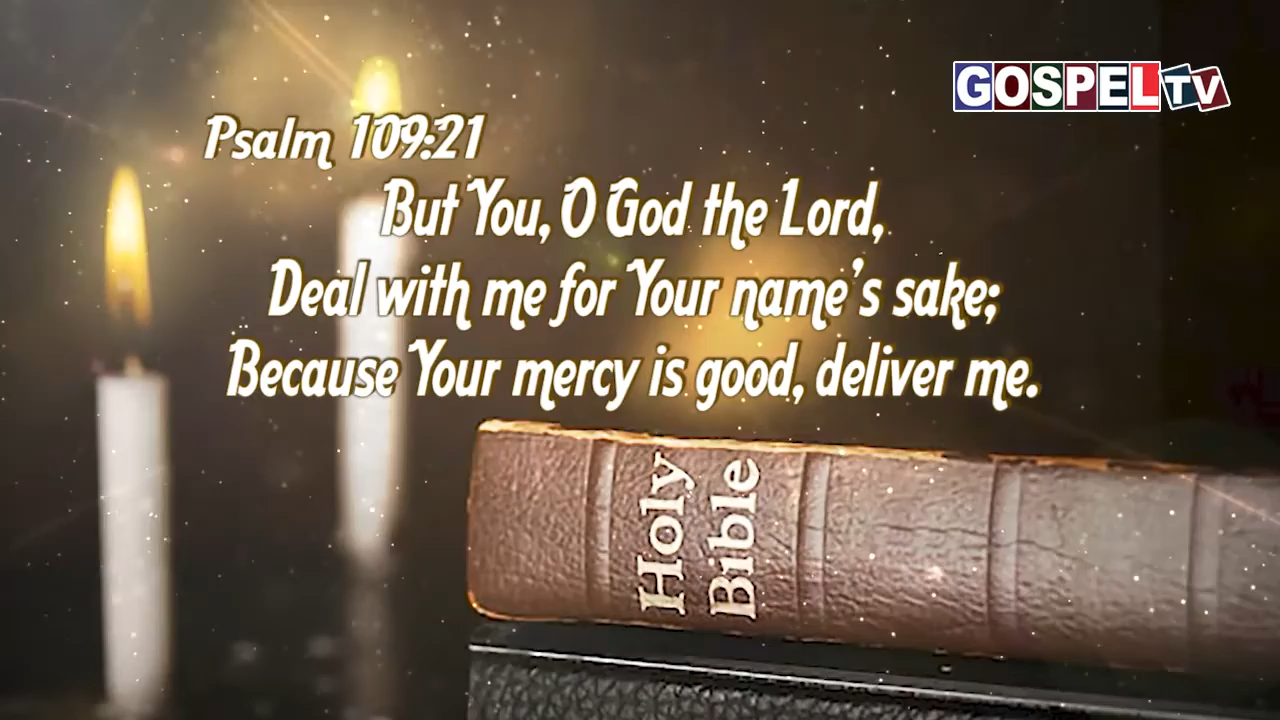 GOSPEL TV
Psalm 109:21
But You, O God the Lord,
Deal with me for Your name's sake;
Because Your mercy is good, deliver me.
Holy
Bible